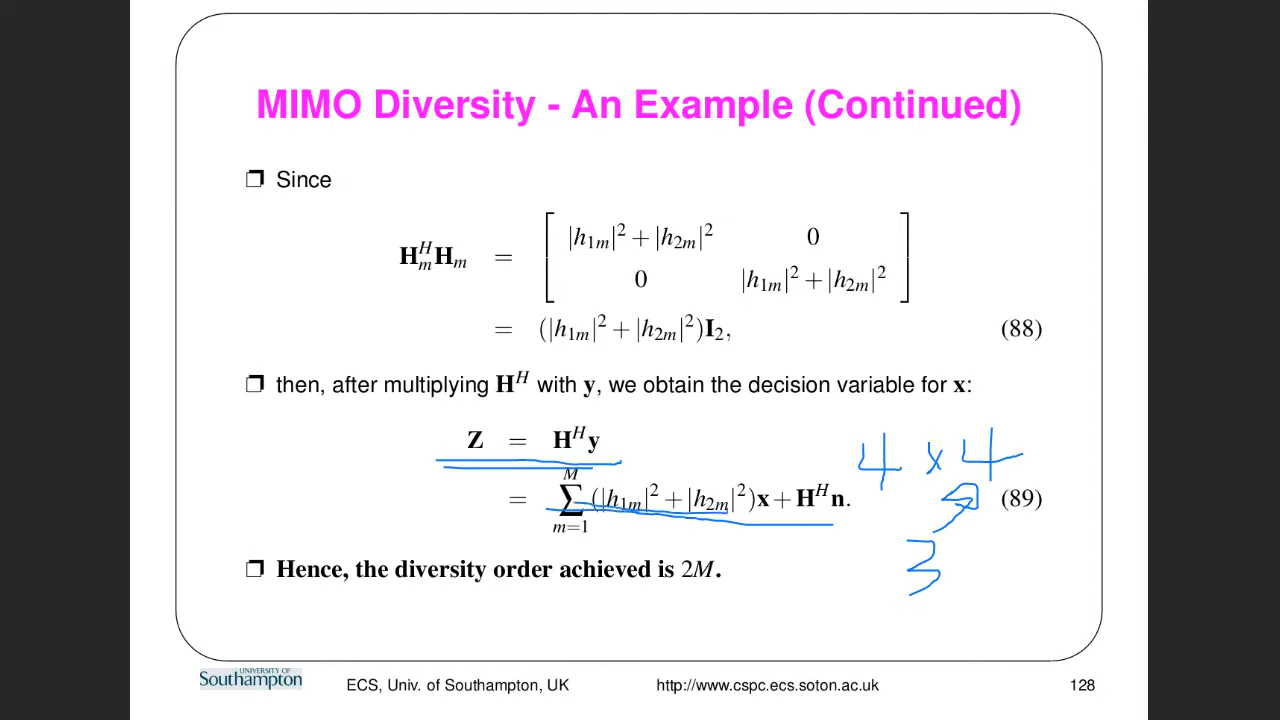 MIMO Diversity - An Example (Continued)
❐ Since
H_m^H H_m = [ |h_{1m}|^2 + |h_{2m}|^2 0
0 |h_{1m}|^2 + |h_{2m}|^2 ]
= (|h_{1m}|^2 + |h_{2m}|^2)I_2, (88)
❐ then, after multiplying H^H with y, we obtain the decision variable for x:
Z = H^H y
4 x 4
= ∑_{m=1}^{M} (|h_{1m}|^2 + |h_{2m}|^2)x + H^H n. (89)
3
❐ Hence, the diversity order achieved is 2M.
UNIVERSITY OF
Southampton
ECS, Univ. of Southampton, UK http://www.cspc.ecs.soton.ac.uk 128